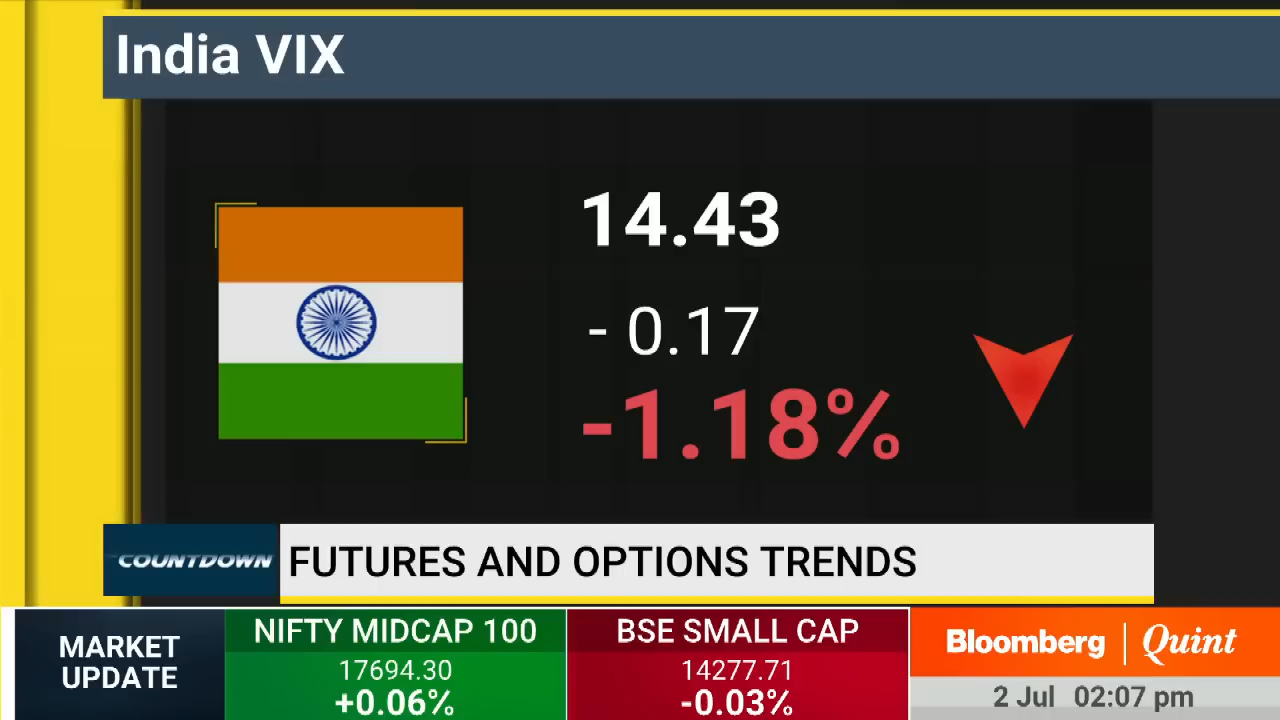 India VIX
14.43
- 0.17
-1.18%
COUNTDOWN
FUTURES AND OPTIONS TRENDS
MARKET
UPDATE
NIFTY MIDCAP 100
17694.30
+0.06%
BSE SMALL CAP
14277.71
-0.03%
Bloomberg | Quint
2 Jul 02:07 pm